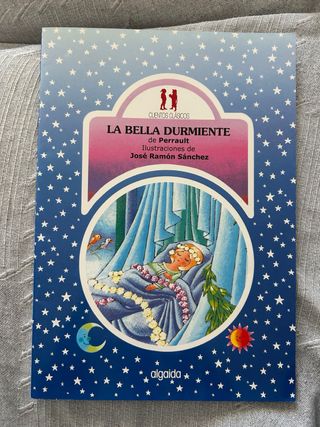 CUENTOS CLÁSICOS
LA BELLA DURMIENTE
de Perrault
Ilustraciones de
José Ramón Sánchez
algaida